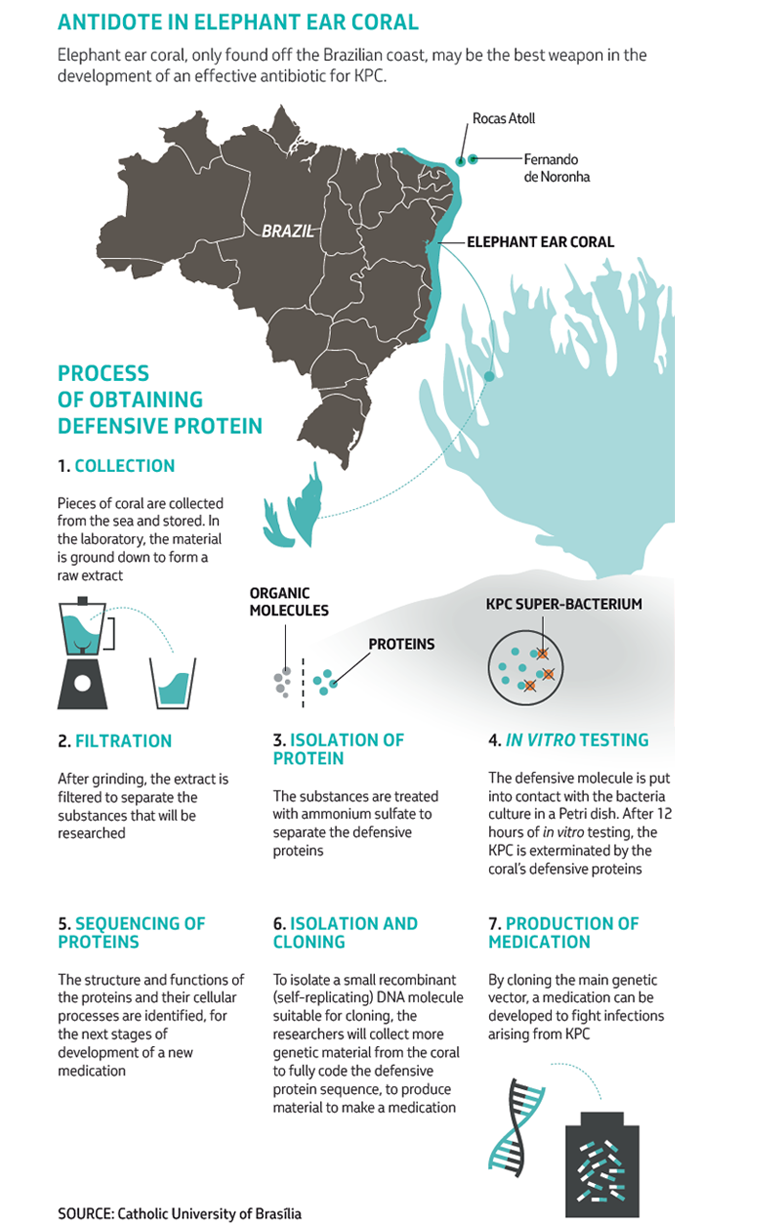 ANTIDOTE IN ELEPHANT EAR CORAL
Elephant ear coral, only found off the Brazilian coast, may be the best weapon in the
development of an effective antibiotic for KPC.
Rocas Atoll
Fernando
de Noronha
BRAZIL
ELEPHANT EAR CORAL
PROCESS
OF OBTAINING
DEFENSIVE PROTEIN
1. COLLECTION
Pieces of coral are collected
from the sea and stored. In
the laboratory, the material
is ground down to form a
raw extract
ORGANIC
MOLECULES
PROTEINS
KPC SUPER-BACTERIUM
2. FILTRATION
After grinding, the extract is
filtered to separate the
substances that will be
researched
3. ISOLATION OF
PROTEIN
The substances are treated
with ammonium sulfate to
separate the defensive
proteins
4. IN VITRO TESTING
The defensive molecule is put
into contact with the bacteria
culture in a Petri dish. After 12
hours of in vitro testing, the
KPC is exterminated by the
coral's defensive proteins
5. SEQUENCING OF
PROTEINS
The structure and functions of
the proteins and their cellular
processes are identified, for
the next stages of
development of a new
medication
6. ISOLATION AND
CLONING
To isolate a small recombinant
(self-replicating) DNA molecule
suitable for cloning, the
researchers will collect more
genetic material from the coral
to fully code the defensive
protein sequence, to produce
material to make a medication
7. PRODUCTION OF
MEDICATION
By cloning the main genetic
vector, a medication can be
developed to fight infections
arising from KPC
SOURCE: Catholic University of Brasília